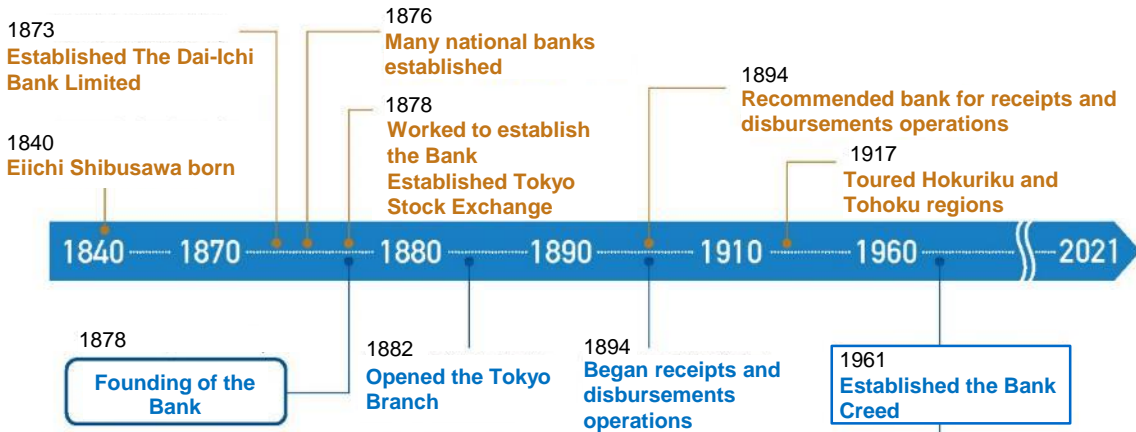 1873
Established The Dai-Ichi
Bank Limited
1876
Many national banks
established
1878
Worked to establish
the Bank
Established Tokyo
Stock Exchange
1894
Recommended bank for receipts and
disbursements operations
1840
Eiichi Shibusawa born
1917
Toured Hokuriku and
Tohoku regions
1840 1870 1880 1890 1910 1960 2021
1878
Founding of the
Bank
1882
Opened the Tokyo
Branch
1894
Began receipts and
disbursements
operations
1961
Established the Bank
Creed